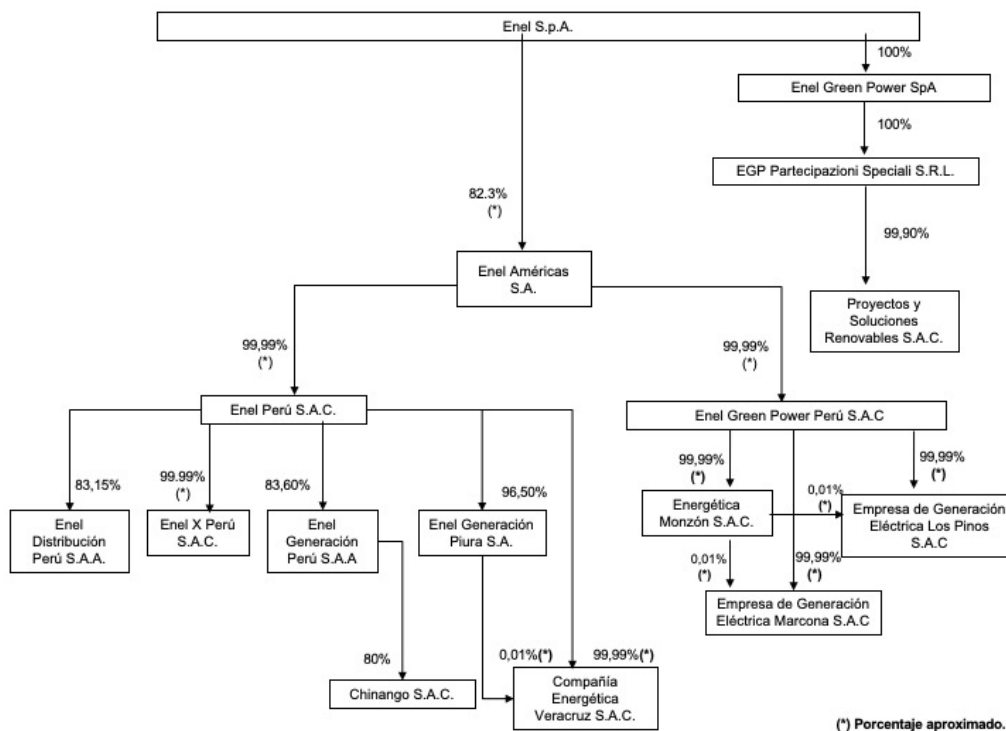 Enel S.p.A.
100%
Enel Green Power SpA
100%
EGP Partecipazioni Speciali S.R.L.
82.3%
(*)
99,90%
Enel Américas
S.A.
Proyectos y
Soluciones
Renovables S.A.C.
99,99%
(*)
99,99%
(*)
Enel Perú S.A.C.
Enel Green Power Perú S.A.C
83,15%
99.99%
(*)
83,60%
96,50%
99,99%
(*)
99,99%
(*)
Enel
Distribución
Perú S.A.A.
Enel X Perú
S.A.C.
Enel
Generación
Perú S.A.A
Enel Generación
Piura S.A.
Energética
Monzón S.A.C.
0,01%
(*)
Empresa de Generación
Eléctrica Los Pinos
S.A.C
0,01%
(*)
99,99%
(*)
Empresa de Generación
Eléctrica Marcona S.A.C
80%
0,01%(*)
99,99%(*)
Chinango S.A.C.
Compañía
Energética
Veracruz S.A.C.
(*) Porcentaje aproximado.